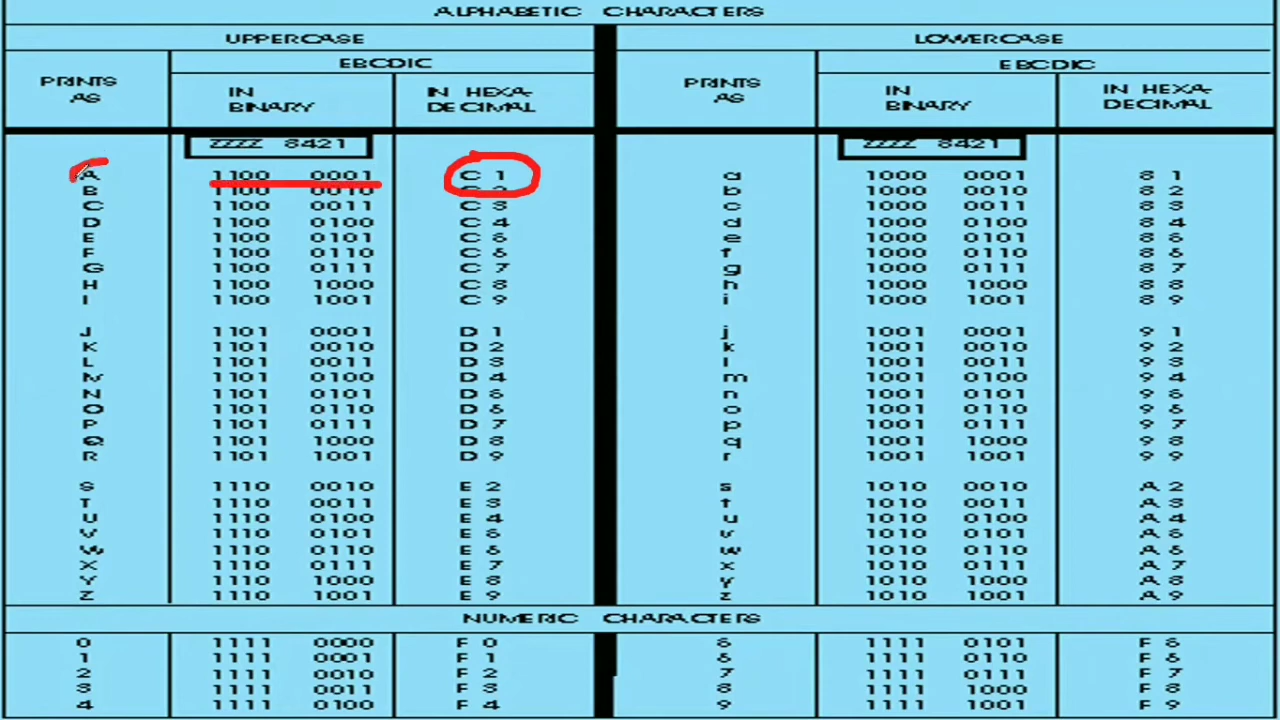 ALPHABETIC CHARACTERS
UPPERCASE LOWERCASE
EBCDIC EBCDIC
PRINTS AS IN BINARY IN HEXA-DECIMAL PRINTS AS IN BINARY IN HEXA-DECIMAL
ZZZZ 8421 ZZZZ 8421
A 1100 0001 C 1 a 1000 0001 8 1
B 1100 0010 C 2 b 1000 0010 8 2
C 1100 0011 C 3 c 1000 0011 8 3
D 1100 0100 C 4 d 1000 0100 8 4
E 1100 0101 C 5 e 1000 0101 8 5
F 1100 0110 C 6 f 1000 0110 8 6
G 1100 0111 C 7 g 1000 0111 8 7
H 1100 1000 C 8 h 1000 1000 8 8
I 1100 1001 C 9 i 1000 1001 8 9
J 1101 0001 D 1 j 1001 0001 9 1
K 1101 0010 D 2 k 1001 0010 9 2
L 1101 0011 D 3 l 1001 0011 9 3
M 1101 0100 D 4 m 1001 0100 9 4
N 1101 0101 D 5 n 1001 0101 9 5
O 1101 0110 D 6 o 1001 0110 9 6
P 1101 0111 D 7 p 1001 0111 9 7
Q 1101 1000 D 8 q 1001 1000 9 8
R 1101 1001 D 9 r 1001 1001 9 9
S 1110 0010 E 2 s 1010 0010 A 2
T 1110 0011 E 3 t 1010 0011 A 3
U 1110 0100 E 4 u 1010 0100 A 4
V 1110 0101 E 5 v 1010 0101 A 5
W 1110 0110 E 6 w 1010 0110 A 6
X 1110 0111 E 7 x 1010 0111 A 7
Y 1110 1000 E 8 y 1010 1000 A 8
Z 1110 1001 E 9 z 1010 1001 A 9
NUMERIC CHARACTERS
0 1111 0000 F 0 5 1111 0101 F 5
1 1111 0001 F 1 6 1111 0110 F 6
2 1111 0010 F 2 7 1111 0111 F 7
3 1111 0011 F 3 8 1111 1000 F 8
4 1111 0100 F 4 9 1111 1001 F 9